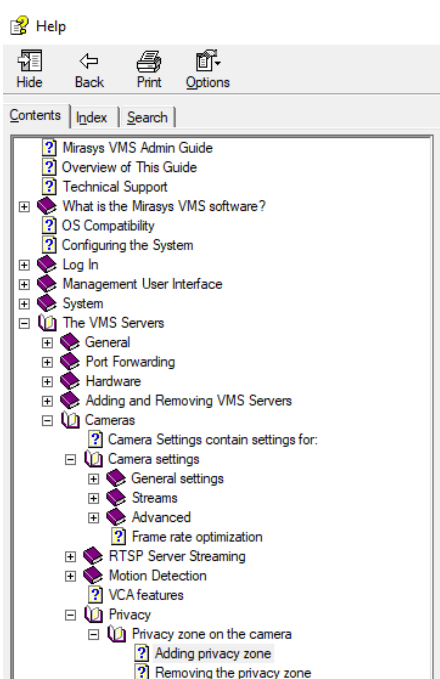 Help
Hide Back Print Options
Contents Index Search
Mirasys VMS Admin Guide
Overview of This Guide
Technical Support
What is the Mirasys VMS software?
OS Compatibility
Configuring the System
Log In
Management User Interface
System
The VMS Servers
General
Port Forwarding
Hardware
Adding and Removing VMS Servers
Cameras
Camera Settings contain settings for:
Camera settings
General settings
Streams
Advanced
Frame rate optimization
RTSP Server Streaming
Motion Detection
VCA features
Privacy
Privacy zone on the camera
Adding privacy zone
Removing the privacy zone